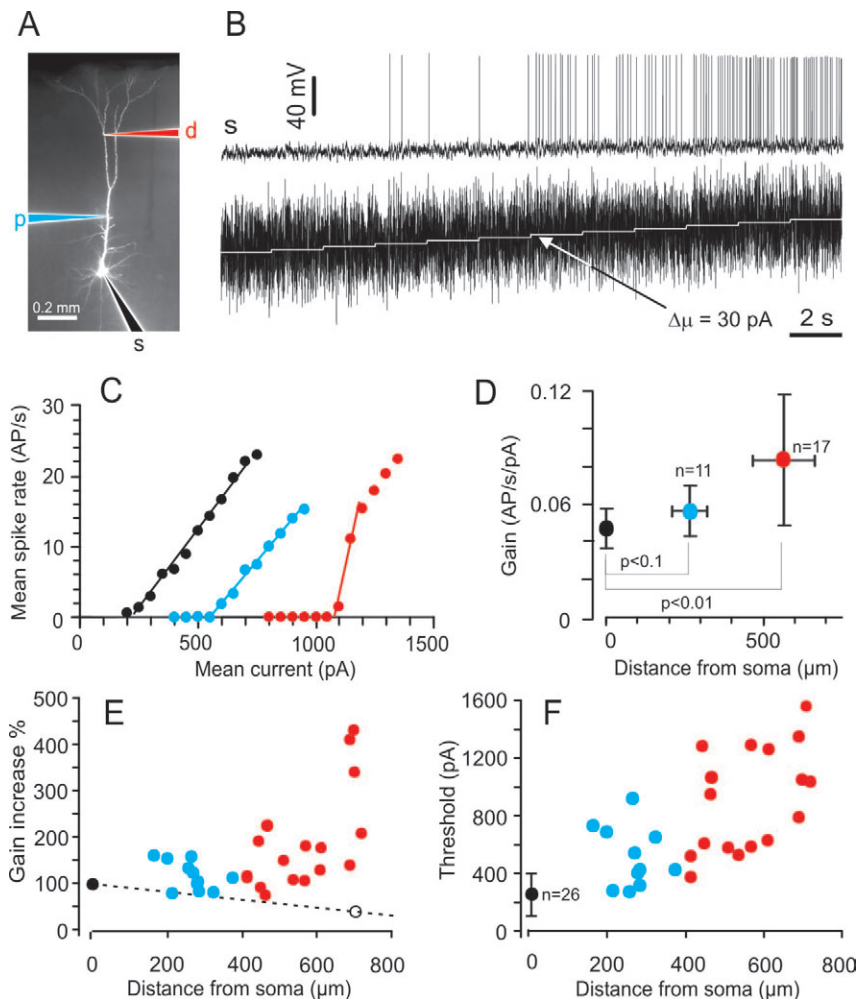 A
d
p
0.2 mm
s
B
40 mV
s
Δμ = 30 pA
2 s
C
Mean spike rate (AP/s)
30
20
10
0
0
500
1000
1500
Mean current (pA)
D
Gain (AP/s/pA)
0.12
0.06
0
n=11
n=17
p<0.1
p<0.01
0
500
Distance from soma (µm)
E
Gain increase %
500
400
300
200
100
0
0
200
400
600
800
Distance from soma (µm)
F
Threshold (pA)
1600
1200
800
400
0
n=26
0
200
400
600
800
Distance from soma (µm)